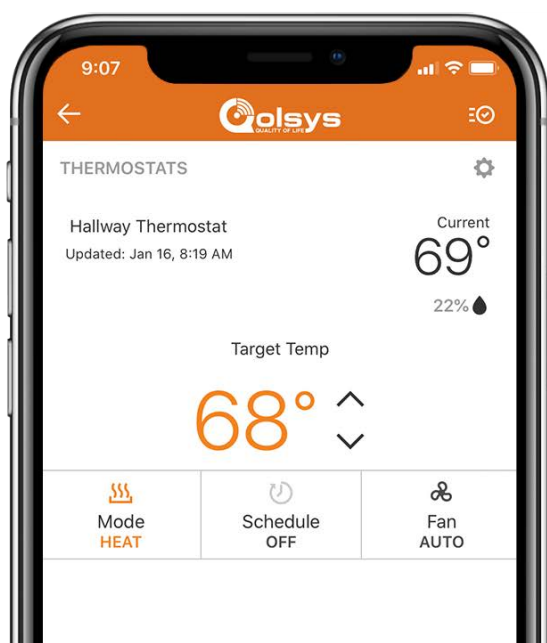 9:07
Qolsys
QUALITY OF LIFE
THERMOSTATS
Hallway Thermostat
Updated: Jan 16, 8:19 AM
Current
69°
22%
Target Temp
68°
Mode
HEAT
Schedule
OFF
Fan
AUTO